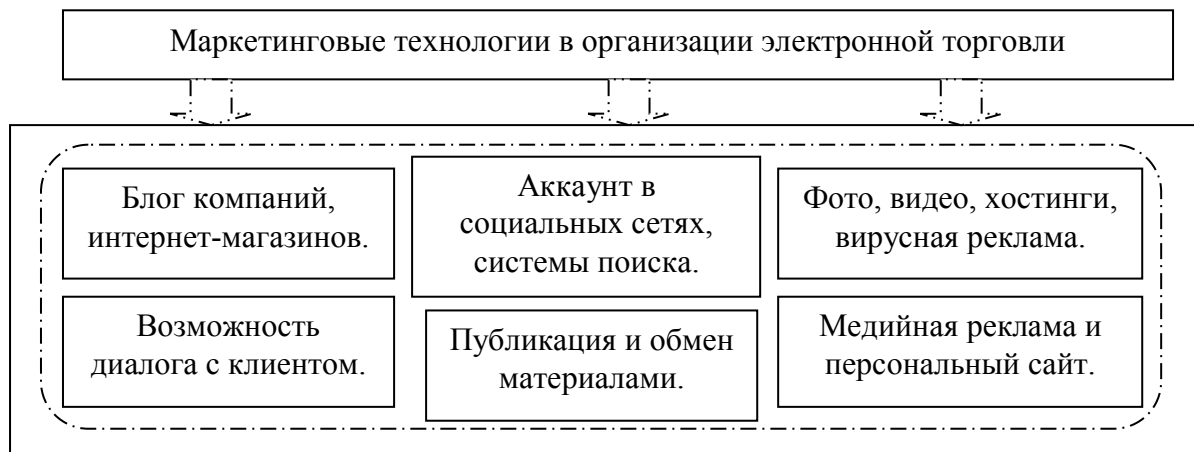 Маркетинговые технологии в организации электронной торговли
Блог компаний,
интернет-магазинов.
Аккаунт в
социальных сетях,
системы поиска.
Фото, видео, хостинги,
вирусная реклама.
Возможность
диалога с клиентом.
Публикация и обмен
материалами.
Медийная реклама и
персональный сайт.